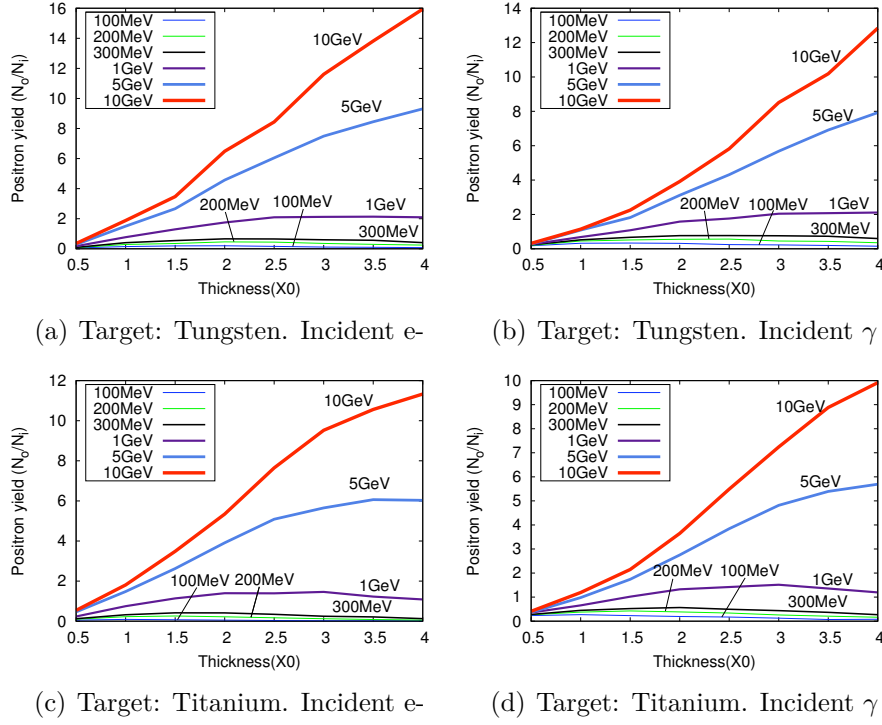 100MeV
200MeV
300MeV
1GeV
5GeV
10GeV
10GeV
5GeV
200MeV
100MeV
1GeV
300MeV
Positron yield (No/Ni)
0
2
4
6
8
10
12
14
16
0.5
1
1.5
2
2.5
3
3.5
4
Thickness(X0)
(a) Target: Tungsten. Incident e-
100MeV
200MeV
300MeV
1GeV
5GeV
10GeV
10GeV
5GeV
200MeV
100MeV
1GeV
300MeV
Positron yield (No/Ni)
0
2
4
6
8
10
12
14
0.5
1
1.5
2
2.5
3
3.5
4
Thickness(X0)
(b) Target: Tungsten. Incident γ
100MeV
200MeV
300MeV
1GeV
5GeV
10GeV
10GeV
5GeV
100MeV
200MeV
1GeV
300MeV
Positron yield (No/Ni)
0
2
4
6
8
10
12
0.5
1
1.5
2
2.5
3
3.5
4
Thickness(X0)
(c) Target: Titanium. Incident e-
100MeV
200MeV
300MeV
1GeV
5GeV
10GeV
10GeV
5GeV
200MeV
100MeV
1GeV
300MeV
Positron yield (No/Ni)
0
1
2
3
4
5
6
7
8
9
10
0.5
1
1.5
2
2.5
3
3.5
4
Thickness(X0)
(d) Target: Titanium. Incident γ